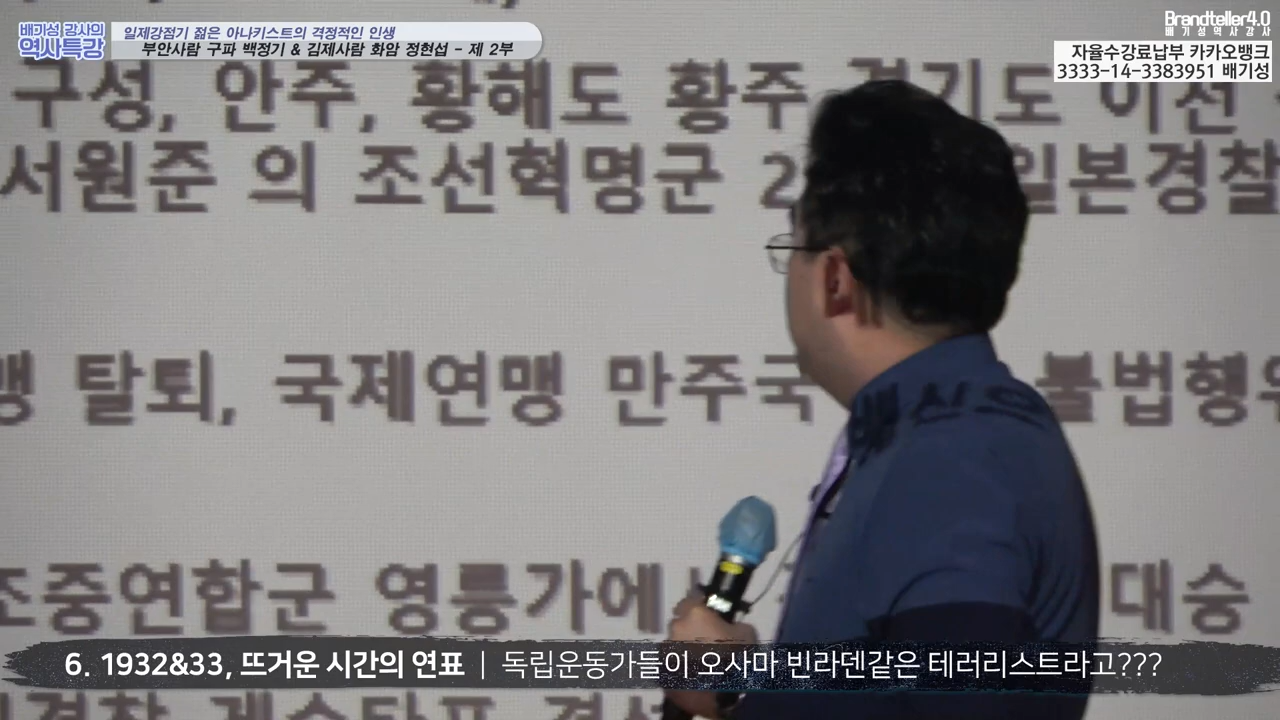 배기성 강사의
역사특강
일제강점기 젊은 아나키스트의 격정적인 인생
부안사람 구파 백정기 & 김제사람 화암 정현섭 - 제 2부
Brandteller4.0
배기성역사강사
자율수강료납부 카카오뱅크
3333-14-3383951 배기성
구성, 안주, 황해도 황주 경기도 이천
서원준 의 조선혁명군 2 일본경찰
맹 탈퇴, 국제연맹 만주국 불법행위
조중연합군 영릉가에서 대승
6. 1932&33, 뜨거운 시간의 연표 | 독립운동가들이 오사마 빈라덴같은 테러리스트라고???